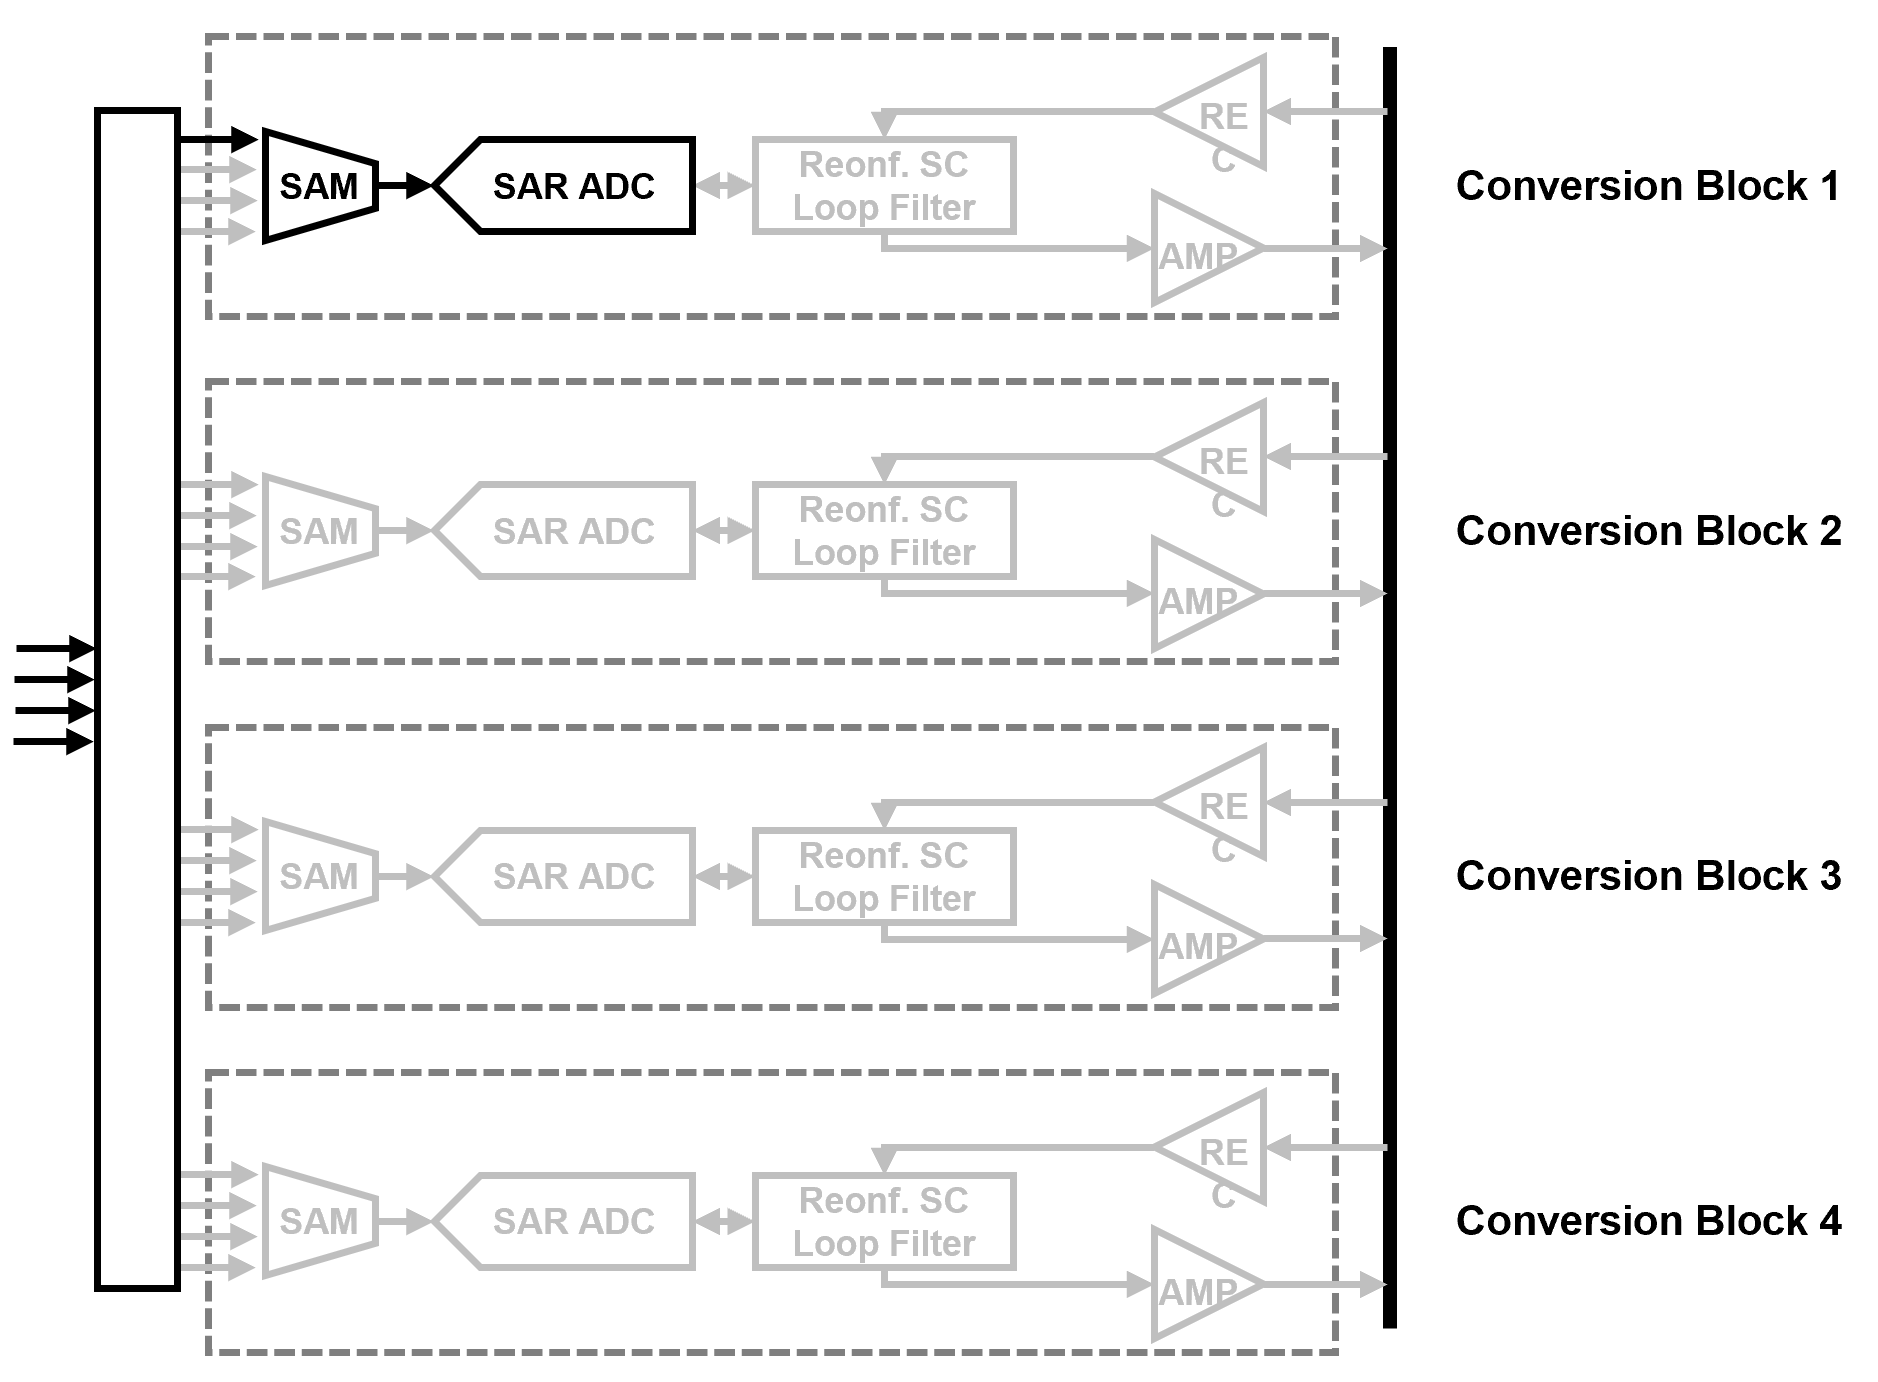 SAM
SAR ADC
Reonf. SC
Loop Filter
RE
C
AMP
Conversion Block 1
SAM
SAR ADC
Reonf. SC
Loop Filter
RE
C
AMP
Conversion Block 2
SAM
SAR ADC
Reonf. SC
Loop Filter
RE
C
AMP
Conversion Block 3
SAM
SAR ADC
Reonf. SC
Loop Filter
RE
C
AMP
Conversion Block 4